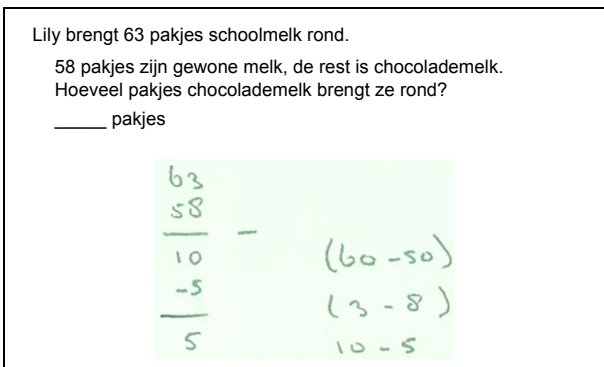 Lily brengt 63 pakjes schoolmelk rond.
58 pakjes zijn gewone melk, de rest is chocolademelk.
Hoeveel pakjes chocolademelk brengt ze rond?
_____ pakjes
63
58
—
10 (60-50)
-5 (3-8)
5 10-5